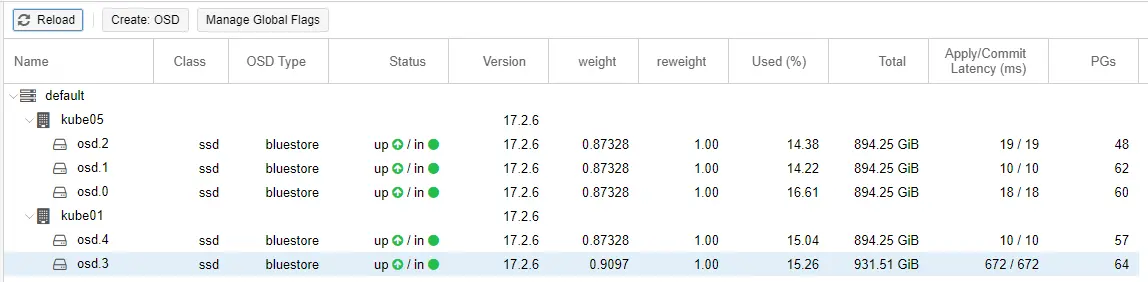 Reload Create: OSD Manage Global Flags
Name Class OSD Type Status Version weight reweight Used (%) Total Apply/Commit Latency (ms) PGs
default
kube05 17.2.6
osd.2 ssd bluestore up / in 17.2.6 0.87328 1.00 14.38 894.25 GiB 19 / 19 48
osd.1 ssd bluestore up / in 17.2.6 0.87328 1.00 14.22 894.25 GiB 10 / 10 62
osd.0 ssd bluestore up / in 17.2.6 0.87328 1.00 16.61 894.25 GiB 18 / 18 60
kube01 17.2.6
osd.4 ssd bluestore up / in 17.2.6 0.87328 1.00 15.04 894.25 GiB 10 / 10 57
osd.3 ssd bluestore up / in 17.2.6 0.9097 1.00 15.26 931.51 GiB 672 / 672 64